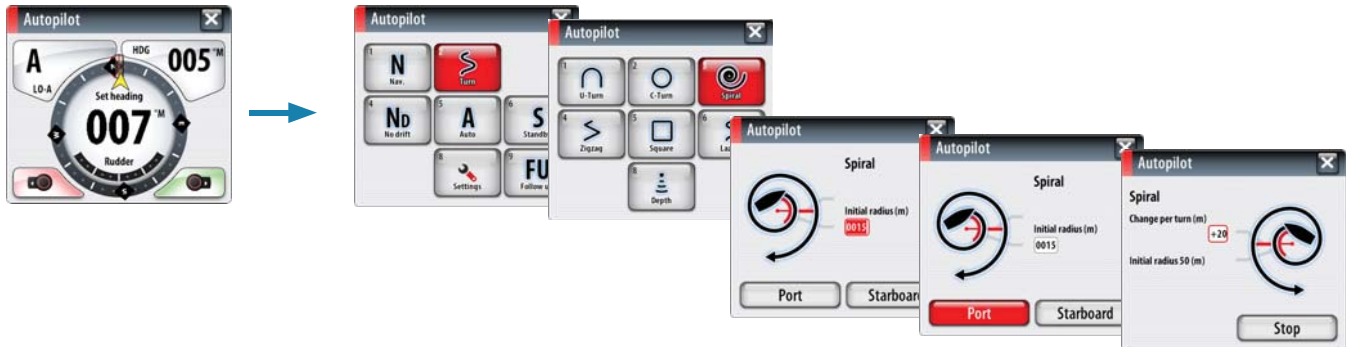 Autopilot
A
LO-A
HDG
005°M
Set heading
007°M
Rudder
Autopilot
1
N
Nav.
Turn
4
ND
No drift
5
A
Auto
6
S
Standb
8
Settings
9
FU
Follow u
Autopilot
1
U-Turn
2
C-Turn
Spiral
4
Zigzag
5
Square
6
Laz
8
Depth
Autopilot
Spiral
Initial radius (m)
0015
Port
Starboar
Autopilot
Spiral
Initial radius (m)
0015
Port
Starboard
Autopilot
Spiral
Change per turn (m)
+20
Initial radius 50 (m)
Stop